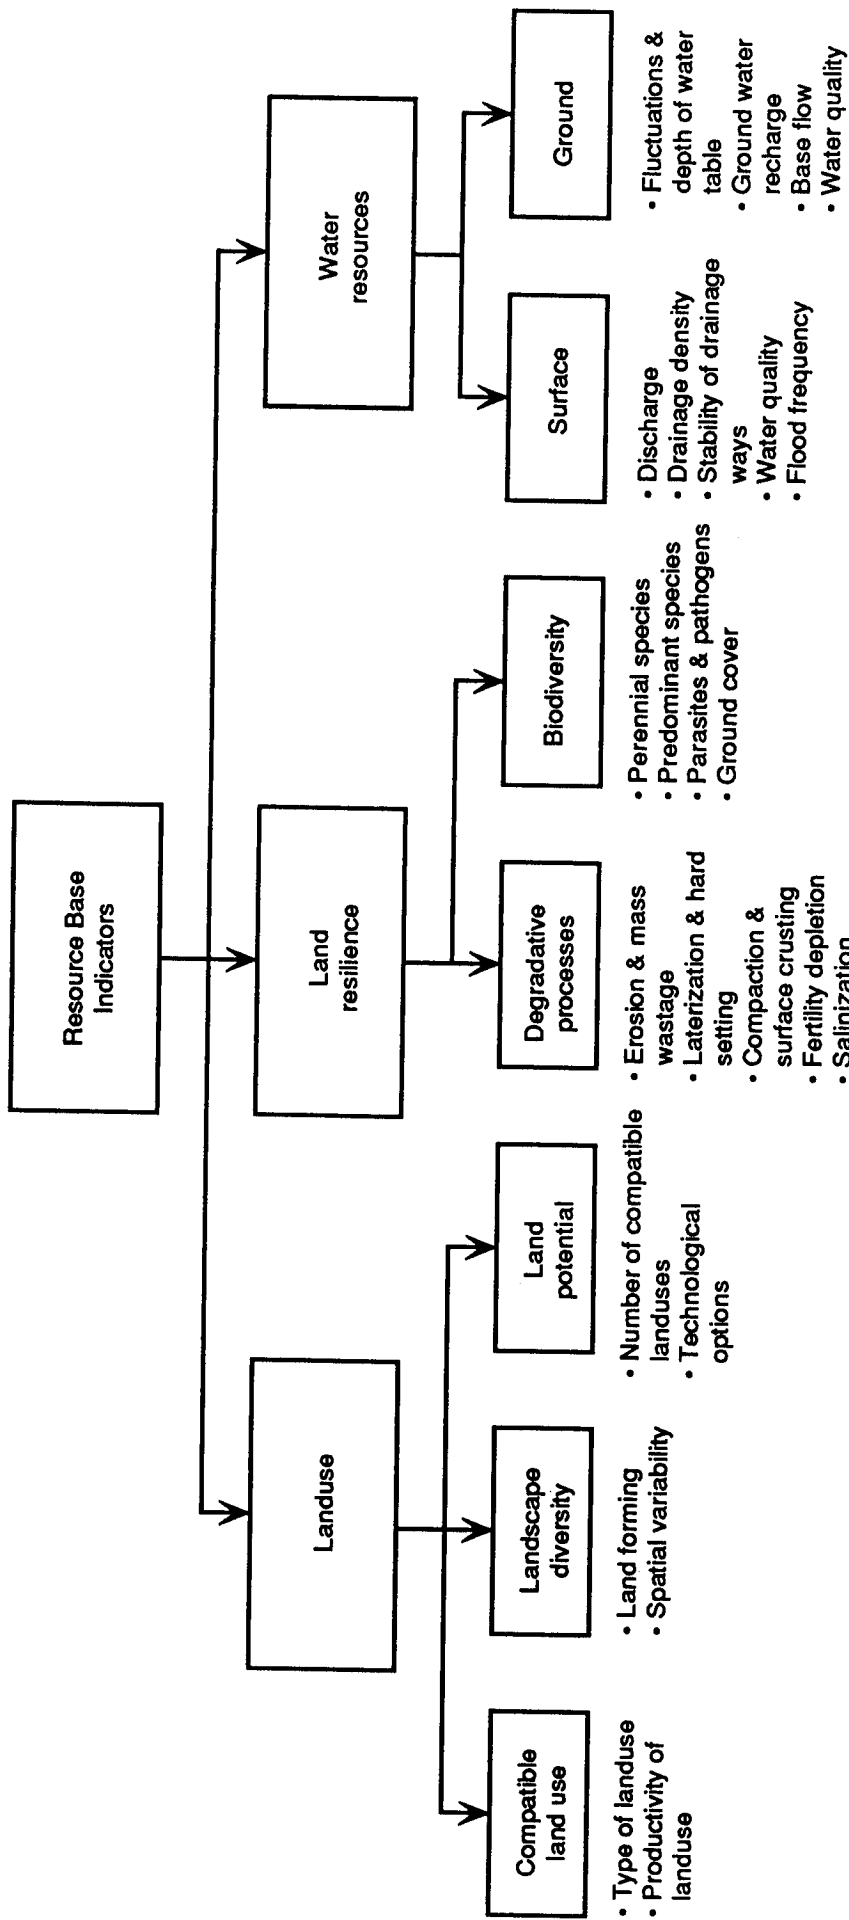 Resource Base
Indicators
Landuse
Land
resilience
Water
resources
Compatible
land use
Landscape
diversity
Land
potential
Degradative
processes
Biodiversity
Surface
Ground
• Type of landuse
• Productivity of
landuse
• Land forming
• Spatial variability
• Number of compatible
landuses
• Technological
options
• Erosion & mass
wastage
• Laterization & hard
setting
• Compaction &
surface crusting
• Fertility depletion
• Salinization
• Perennial species
• Predominant species
• Parasites & pathogens
• Ground cover
• Discharge
• Drainage density
• Stability of drainage
ways
• Water quality
• Flood frequency
• Fluctuations &
depth of water
table
• Ground water
recharge
• Base flow
• Water quality